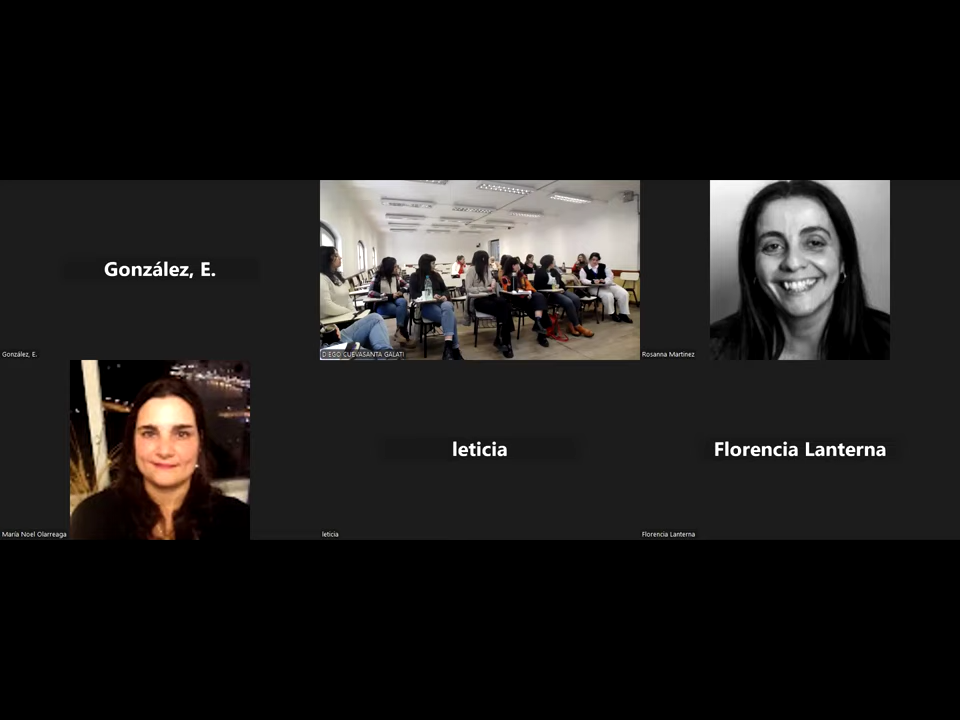 González, E.
González, E.
DIEGO CUEVASANTA GALATI
Rosanna Martinez
leticia
Florencia Lanterna
María Noel Olarreaga
leticia
Florencia Lanterna